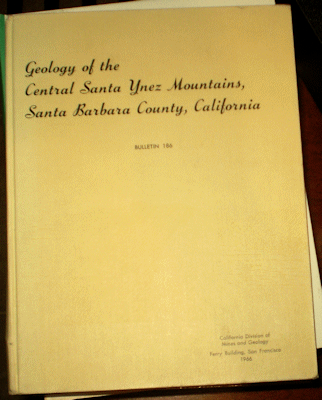 Geology of the
Central Santa Ynez Mountains,
Santa Barbara County, California
BULLETIN 186
California Division of
Mines and Geology
Ferry Building, San Francisco
1966